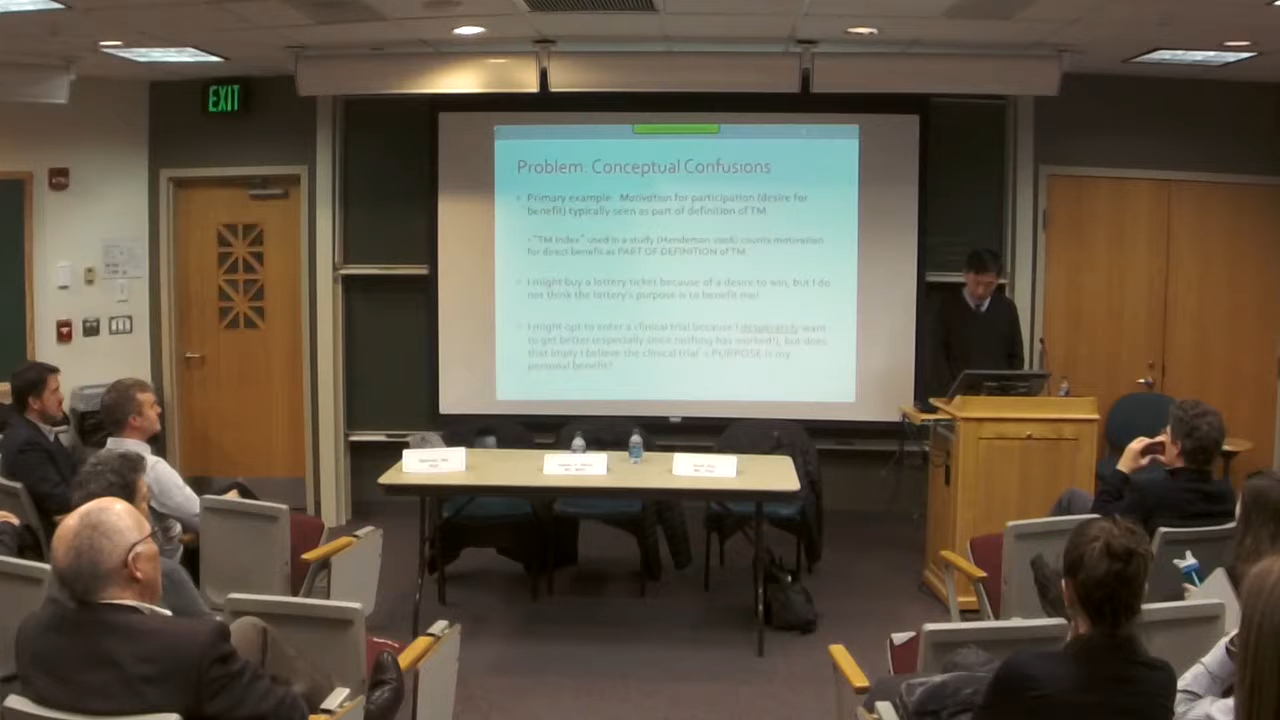 EXIT
Problem: Conceptual Confusions
Primary example: Motivation for participation (desire for
benefit) typically seen as part of definition of TM.
"TM Index" used in a study (Henderson used) counts motivation
for direct benefit as PART OF DEFINITION of TM.
I might buy a lottery ticket because of a desire to win, but I do
not think the lottery's purpose is to benefit me!
I might opt to enter a clinical trial because I desperately want
to get better (especially since nothing has worked!), but does
that imply I believe the clinical trial's PURPOSE is my
personal benefit?